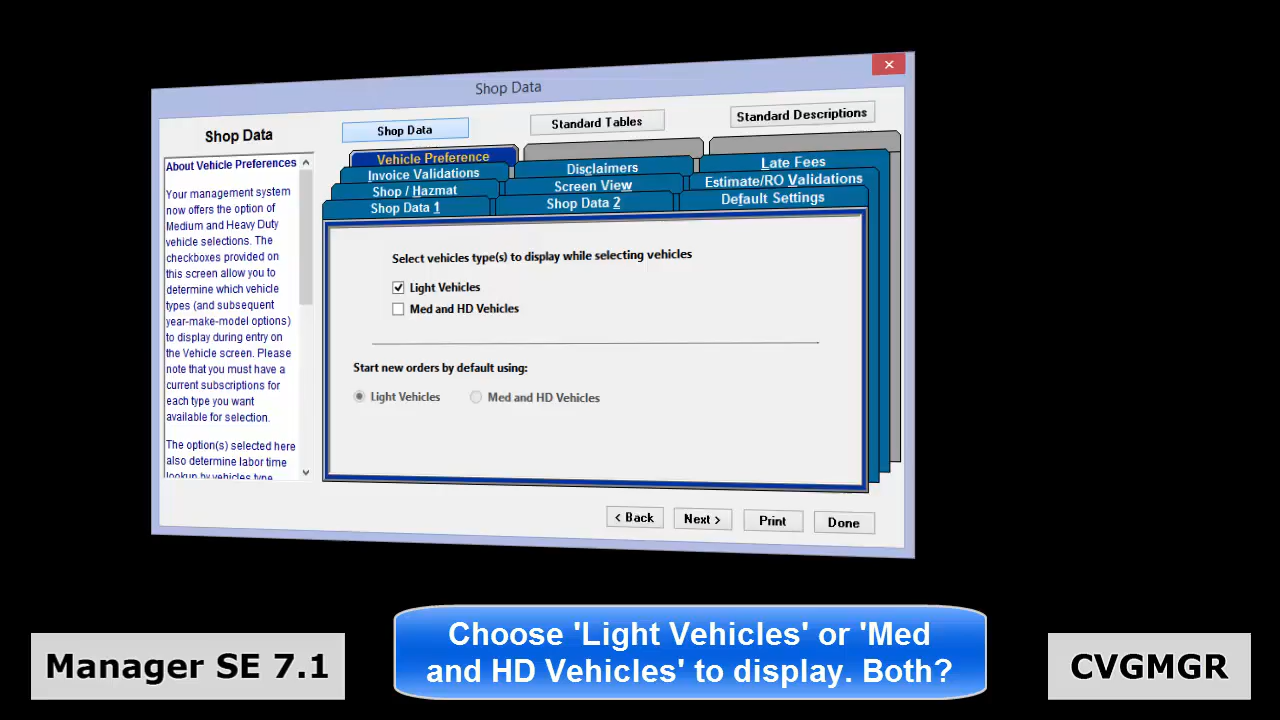 Shop Data
Shop Data
Shop Data
Standard Tables
Standard Descriptions
Vehicle Preference
Invoice Validations
Disclaimers
Late Fees
Shop / Hazmat
Screen View
Estimate/RO Validations
Shop Data 1
Shop Data 2
Default Settings
About Vehicle Preferences
Your management system
now offers the option of
Medium and Heavy Duty
vehicle selections. The
checkboxes provided on
this screen allow you to
determine which vehicle
types (and subsequent
year-make-model options)
to display during entry on
the Vehicle screen. Please
note that you must have a
current subscriptions for
each type you want
available for selection.
The option(s) selected here
also determine labor time
lookup by vehicles type
Select vehicles type(s) to display while selecting vehicles
Light Vehicles
Med and HD Vehicles
Start new orders by default using:
Light Vehicles
Med and HD Vehicles
< Back
Next >
Print
Done
Manager SE 7.1
Choose 'Light Vehicles' or 'Med
and HD Vehicles' to display. Both?
CVGMGR